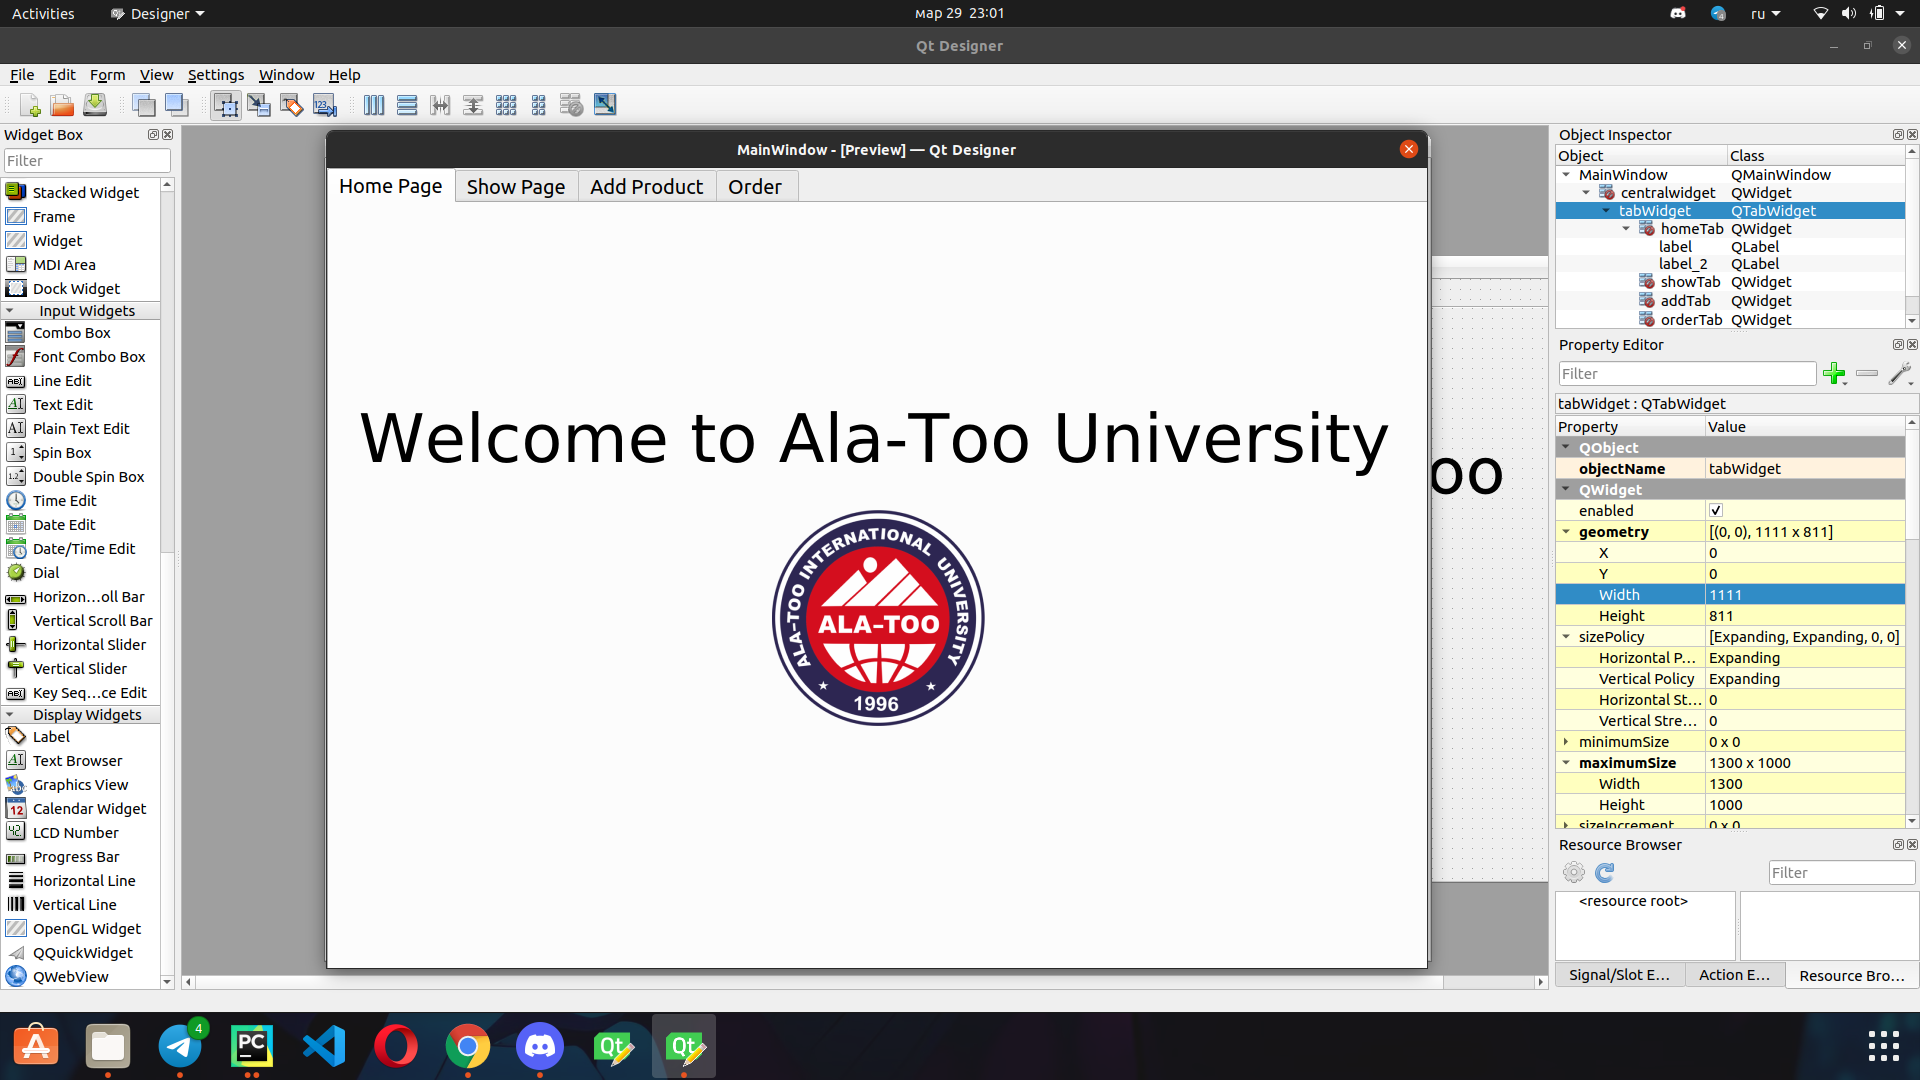 Activities
Designer
мар 29 23:01
ru
Qt Designer
File Edit Form View Settings Window Help
Widget Box
Filter
Stacked Widget
Frame
Widget
MDI Area
Dock Widget
Input Widgets
Combo Box
Font Combo Box
Line Edit
Text Edit
Plain Text Edit
Spin Box
Double Spin Box
Time Edit
Date Edit
Date/Time Edit
Dial
Horizon...oll Bar
Vertical Scroll Bar
Horizontal Slider
Vertical Slider
Key Seq...ce Edit
Display Widgets
Label
Text Browser
Graphics View
Calendar Widget
LCD Number
Progress Bar
Horizontal Line
Vertical Line
OpenGL Widget
QQuickWidget
QWebView
MainWindow - [Preview] — Qt Designer
Home Page Show Page Add Product Order
Welcome to Ala-Too University
ALA-TOO INTERNATIONAL UNIVERSITY
ALA-TOO
1996
oo
Object Inspector
Object Class
MainWindow QMainWindow
centralwidget QWidget
tabWidget QTabWidget
homeTab QWidget
label QLabel
label_2 QLabel
showTab QWidget
addTab QWidget
orderTab QWidget
Property Editor
Filter
tabWidget : QTabWidget
Property Value
QObject
objectName tabWidget
QWidget
enabled
geometry [(0, 0), 1111 x 811]
X 0
Y 0
Width 1111
Height 811
sizePolicy [Expanding, Expanding, 0, 0]
Horizontal P... Expanding
Vertical Policy Expanding
Horizontal St... 0
Vertical Stre... 0
minimumSize 0 x 0
maximumSize 1300 x 1000
Width 1300
Height 1000
sizeIncrement 0 x 0
Resource Browser
Filter
<resource root>
Signal/Slot E... Action E... Resource Bro...
4
PC
Qt
Qt